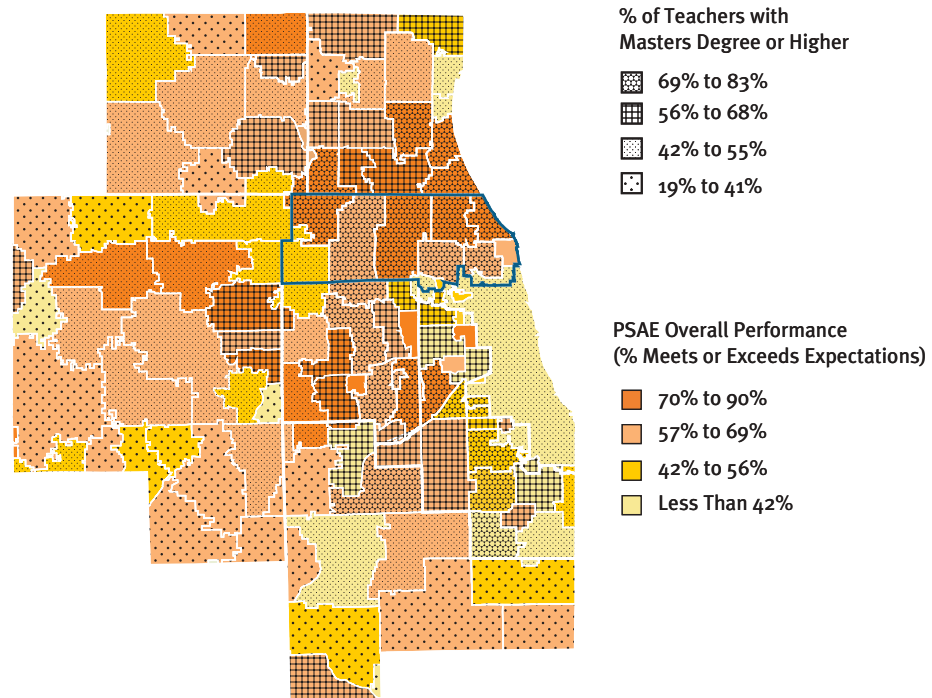 % of Teachers with
Masters Degree or Higher
69% to 83%
56% to 68%
42% to 55%
19% to 41%
PSAE Overall Performance
(% Meets or Exceeds Expectations)
70% to 90%
57% to 69%
42% to 56%
Less Than 42%